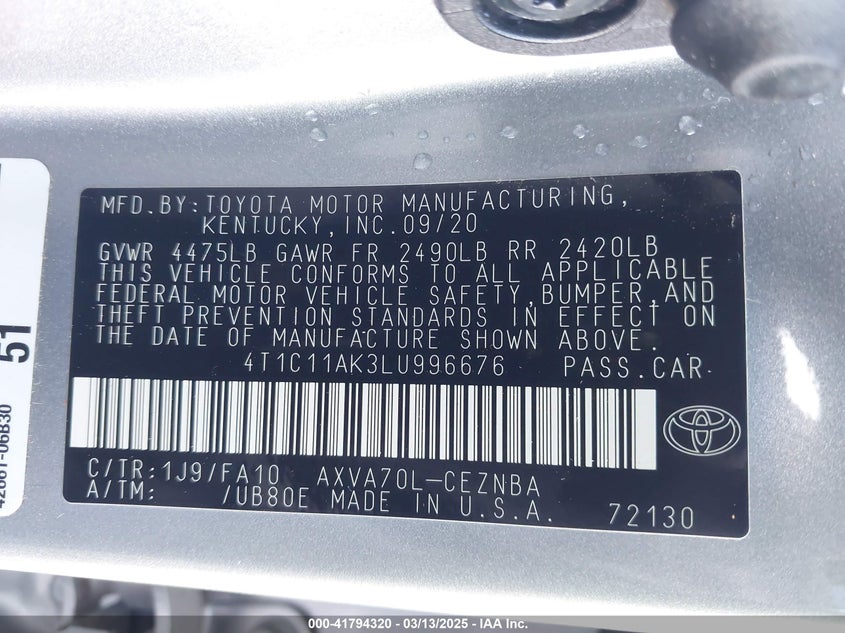 MFD.BY:TOYOTA MOTOR MANUFACTURING,
KENTUCKY,INC.09/20
GVWR 4475LB GAWR FR 2490LB RR 2420LB
THIS VEHICLE CONFORMS TO ALL APPLICABLE
FEDERAL MOTOR VEHICLE SAFETY,BUMPER,AND
THEFT PREVENTION STANDARDS IN EFFECT ON
THE DATE OF MANUFACTURE SHOWN ABOVE.
4T1C11AK3LU996676 PASS.CAR
C/TR:1J9/FA10 AXVA70L-CEZNBA
A/TM: /UB80E MADE IN U.S.A. 72130
51
42661-06B30
000-41794320 / 03/13/2025 - IAA Inc.